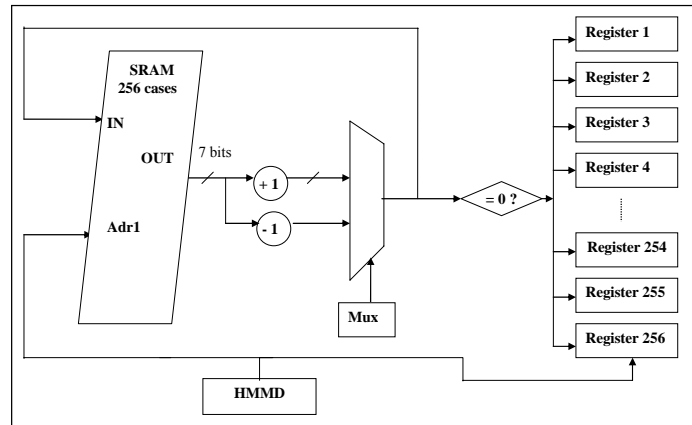 SRAM
256 cases
IN
OUT
7 bits
Adr1
+ 1
- 1
Mux
HMMD
= 0 ?
Register 1
Register 2
Register 3
Register 4
Register 254
Register 255
Register 256